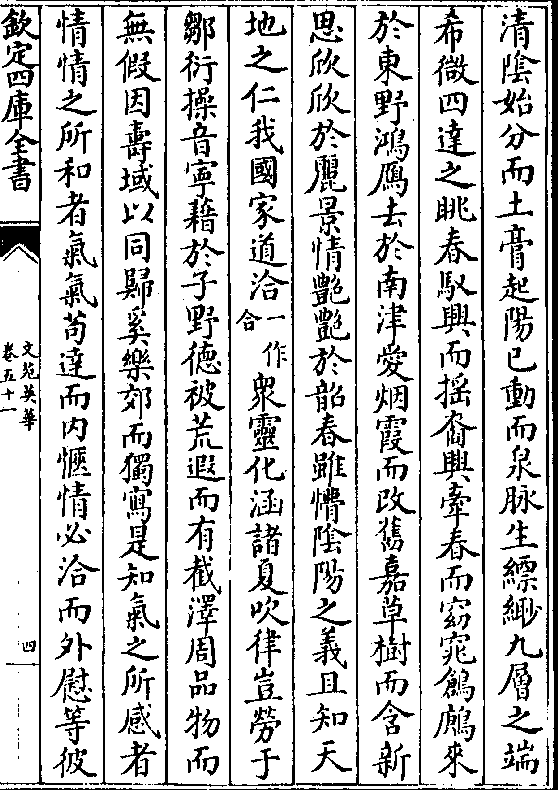 清陰始分而土膏起陽已動而泉脉生縹緲九層之端
希微四達之眺春馭興而揺裔興牽春而窈窕鶬鶊來
於東野鴻鴈去於南津愛烟霞而改舊嘉草樹而含新
思欣欣於麗景情艷艷於韶春雖懵陰陽之義且知天
地之仁我國家道洽一作合衆靈化涵諸夏吹律豈勞于
鄒衍操音寧藉於子野徳被荒遐而有截澤周品物而
無假因壽域以同歸奚樂郊而獨寫是知氣之所感者
情情之所和者氣氣苟達而内愜情必洽而外慰等彼
欽定四庫全書
文苑英華
卷五十一
四